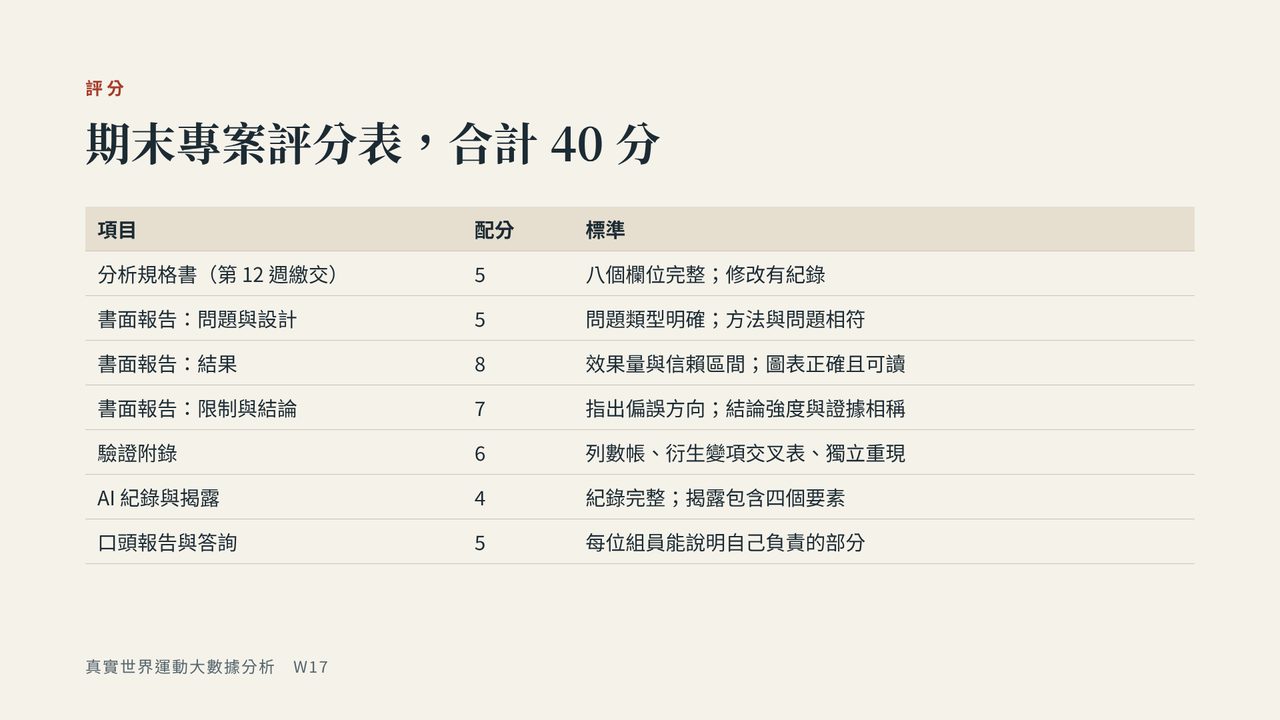 評分
期末專案評分表，合計 40 分
項目 配分 標準
分析規格書（第 12 週繳交） 5 八個欄位完整；修改有紀錄
書面報告：問題與設計 5 問題類型明確；方法與問題相符
書面報告：結果 8 效果量與信賴區間；圖表正確且可讀
書面報告：限制與結論 7 指出偏誤方向；結論強度與證據相稱
驗證附錄 6 列數帳、衍生變項交叉表、獨立重現
AI 紀錄與揭露 4 紀錄完整；揭露包含四個要素
口頭報告與答詢 5 每位組員能說明自己負責的部分
真實世界運動大數據分析 W17